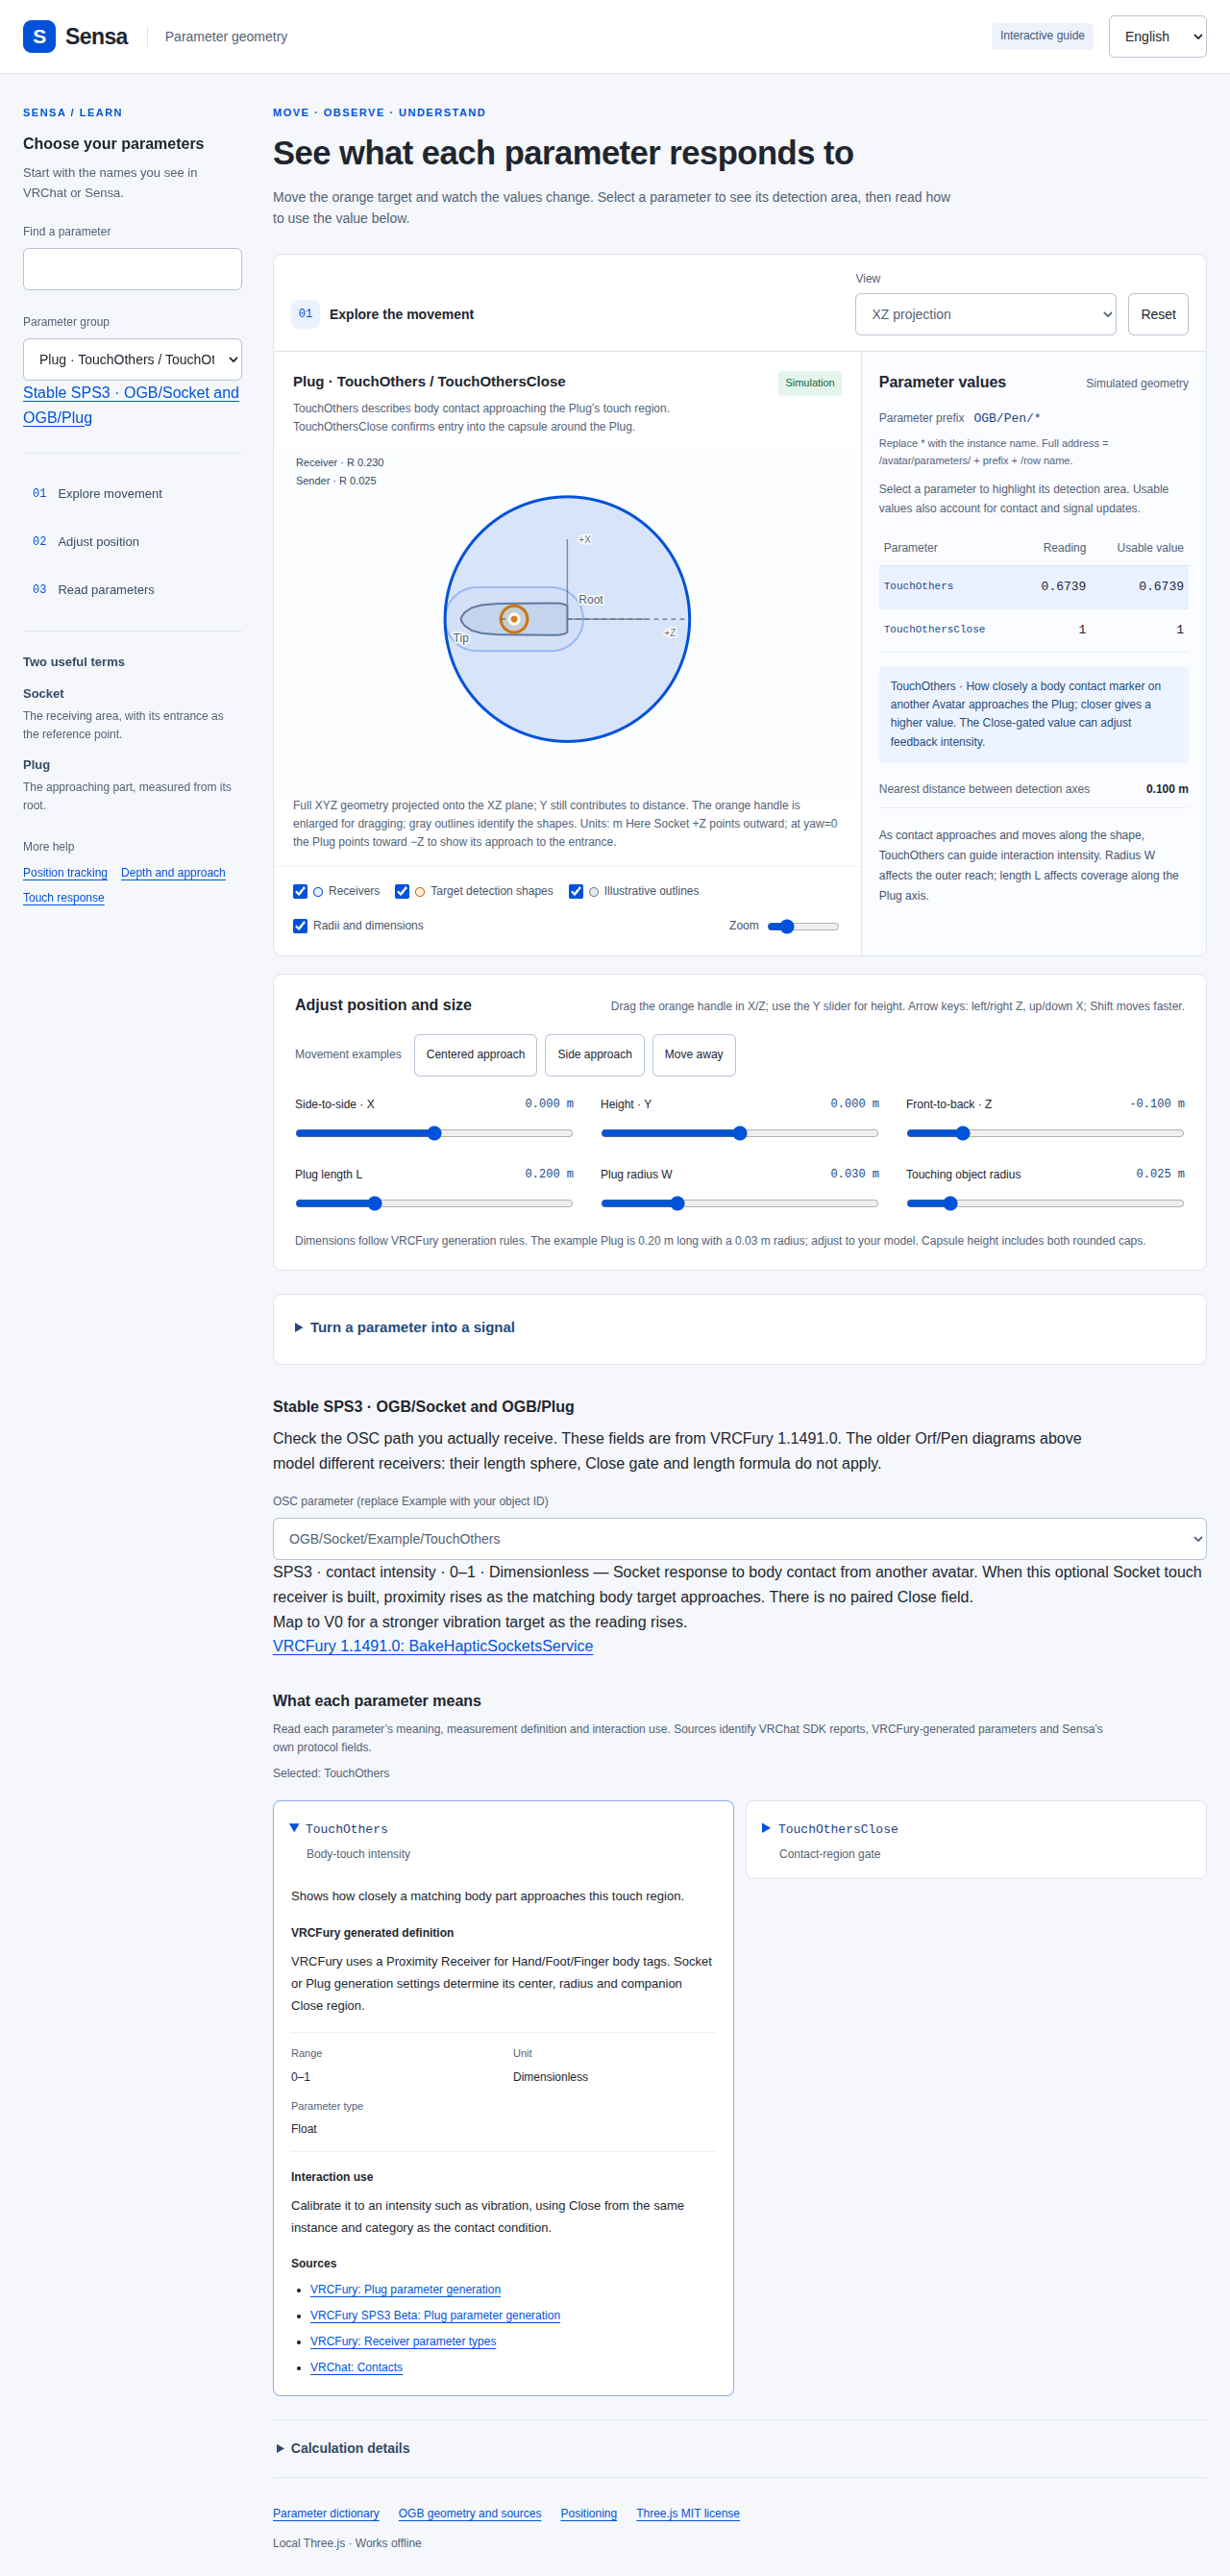 S Sensa Parameter geometry Interactive guide English
SENSA / LEARN
Choose your parameters
Start with the names you see in
VRChat or Sensa.
Find a parameter
Parameter group
Plug · TouchOthers / TouchOt
Stable SPS3 · OGB/Socket and
OGB/Plug
01 Explore movement
02 Adjust position
03 Read parameters
Two useful terms
Socket
The receiving area, with its entrance as
the reference point.
Plug
The approaching part, measured from its
root.
More help
Position tracking Depth and approach
Touch response
MOVE · OBSERVE · UNDERSTAND
See what each parameter responds to
Move the orange target and watch the values change. Select a parameter to see its detection area, then read how
to use the value below.
01 Explore the movement
View
XZ projection Reset
Plug · TouchOthers / TouchOthersClose Simulation
TouchOthers describes body contact approaching the Plug's touch region.
TouchOthersClose confirms entry into the capsule around the Plug.
Receiver · R 0.230
Sender · R 0.025
+X
Root
+Z
Tip
Full XYZ geometry projected onto the XZ plane; Y still contributes to distance. The orange handle is
enlarged for dragging; gray outlines identify the shapes. Units: m Here Socket +Z points outward; at yaw=0
the Plug points toward −Z to show its approach to the entrance.
Receivers Target detection shapes Illustrative outlines
Radii and dimensions Zoom
Parameter values Simulated geometry
Parameter prefix OGB/Pen/*
Replace * with the instance name. Full address =
/avatar/parameters/ + prefix + /row name.
Select a parameter to highlight its detection area. Usable
values also account for contact and signal updates.
Parameter Reading Usable value
TouchOthers 0.6739 0.6739
TouchOthersClose 1 1
TouchOthers · How closely a body contact marker on
another Avatar approaches the Plug; closer gives a
higher value. The Close-gated value can adjust
feedback intensity.
Nearest distance between detection axes 0.100 m
As contact approaches and moves along the shape,
TouchOthers can guide interaction intensity. Radius W
affects the outer reach; length L affects coverage along the
Plug axis.
Adjust position and size Drag the orange handle in X/Z; use the Y slider for height. Arrow keys: left/right Z, up/down X; Shift moves faster.
Movement examples Centered approach Side approach Move away
Side-to-side · X 0.000 m Height · Y 0.000 m Front-to-back · Z -0.100 m
Plug length L 0.200 m Plug radius W 0.030 m Touching object radius 0.025 m
Dimensions follow VRCFury generation rules. The example Plug is 0.20 m long with a 0.03 m radius; adjust to your model. Capsule height includes both rounded caps.
Turn a parameter into a signal
Stable SPS3 · OGB/Socket and OGB/Plug
Check the OSC path you actually receive. These fields are from VRCFury 1.1491.0. The older Orf/Pen diagrams above
model different receivers: their length sphere, Close gate and length formula do not apply.
OSC parameter (replace Example with your object ID)
OGB/Socket/Example/TouchOthers
SPS3 · contact intensity · 0–1 · Dimensionless — Socket response to body contact from another avatar. When this optional Socket touch
receiver is built, proximity rises as the matching body target approaches. There is no paired Close field.
Map to V0 for a stronger vibration target as the reading rises.
VRCFury 1.1491.0: BakeHapticSocketsService
What each parameter means
Read each parameter's meaning, measurement definition and interaction use. Sources identify VRChat SDK reports, VRCFury-generated parameters and Sensa's
own protocol fields.
Selected: TouchOthers
TouchOthers
Body-touch intensity
Shows how closely a matching body part approaches this touch region.
VRCFury generated definition
VRCFury uses a Proximity Receiver for Hand/Foot/Finger body tags. Socket
or Plug generation settings determine its center, radius and companion
Close region.
Range Unit
0–1 Dimensionless
Parameter type
Float
Interaction use
Calibrate it to an intensity such as vibration, using Close from the same
instance and category as the contact condition.
Sources
VRCFury: Plug parameter generation
VRCFury SPS3 Beta: Plug parameter generation
VRCFury: Receiver parameter types
VRChat: Contacts
TouchOthersClose
Contact-region gate
Calculation details
Parameter dictionary OGB geometry and sources Positioning Three.js MIT license
Local Three.js · Works offline